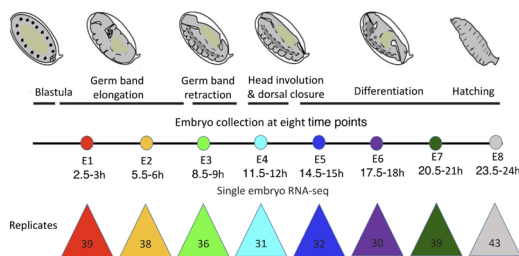 Blastula
Germ band
elongation
Germ band
retraction
Head involution
& dorsal closure
Differentiation
Hatching
Embryo collection at eight time points
E1 E2 E3 E4 E5 E6 E7 E8
2.5-3h 5.5-6h 8.5-9h 11.5-12h 14.5-15h 17.5-18h 20.5-21h 23.5-24h
Single embryo RNA-seq
Replicates 39 38 36 31 32 30 39 43